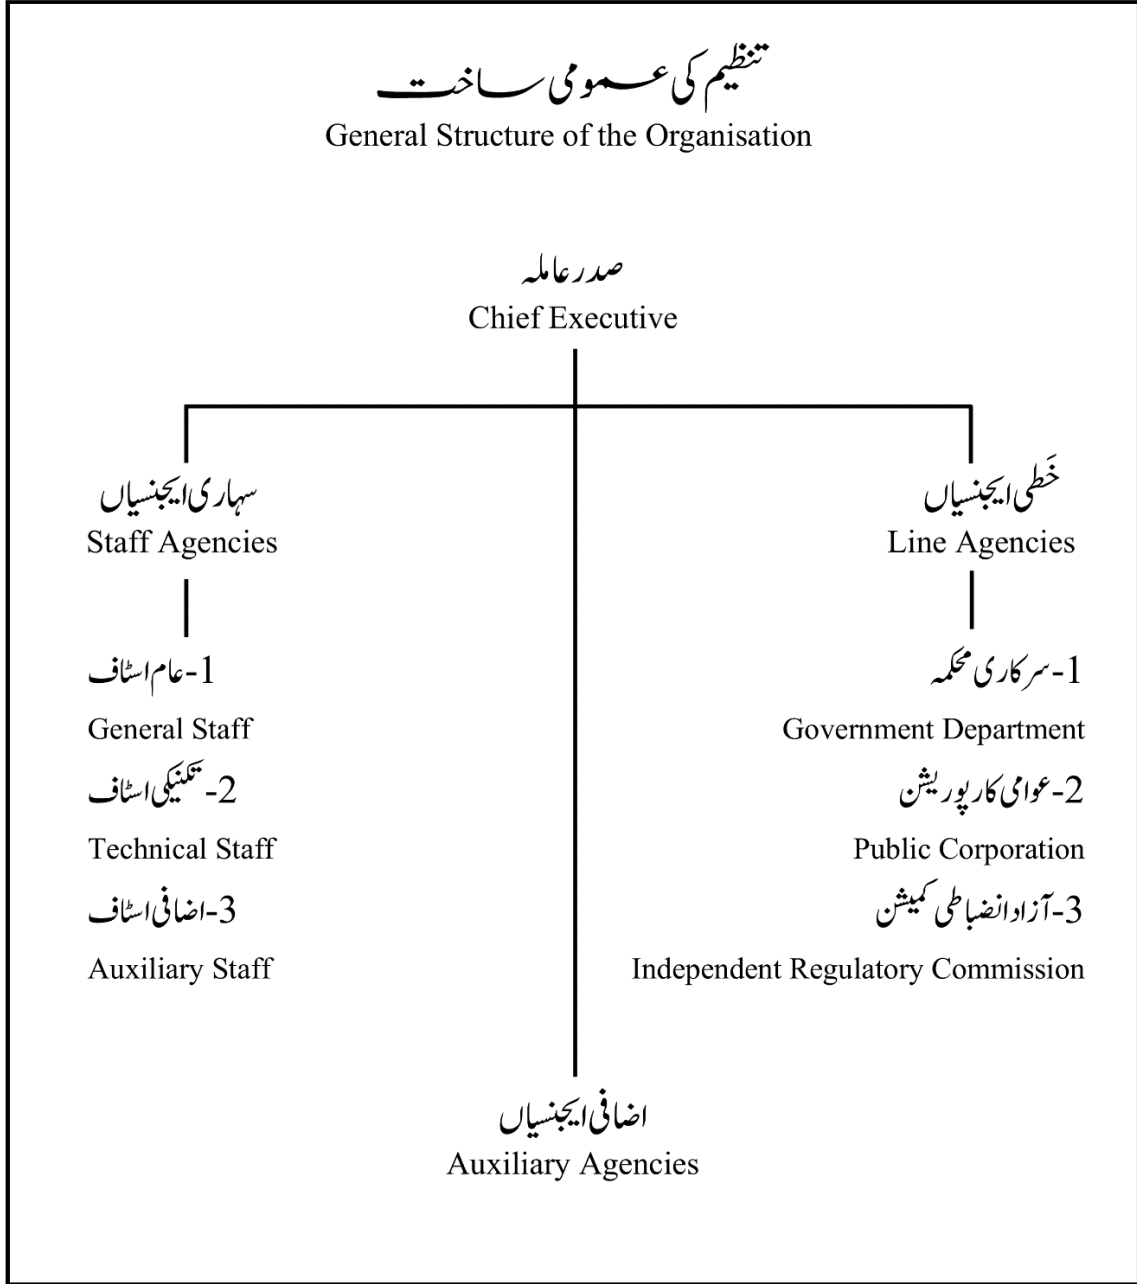 تنظیم کی عمومی ساخت
General Structure of the Organisation
صدر عاملہ
Chief Executive
خَطی ایجنسیاں
Line Agencies
1-سرکاری محکمہ
Government Department
2-عوامی کارپوریشن
Public Corporation
3-آزاد انضباطی کمیشن
Independent Regulatory Commission
سہاری ایجنسیاں
Staff Agencies
1-عام اسٹاف
General Staff
2-تکنیکی اسٹاف
Technical Staff
3-اضافی اسٹاف
Auxiliary Staff
اضافی ایجنسیاں
Auxiliary Agencies